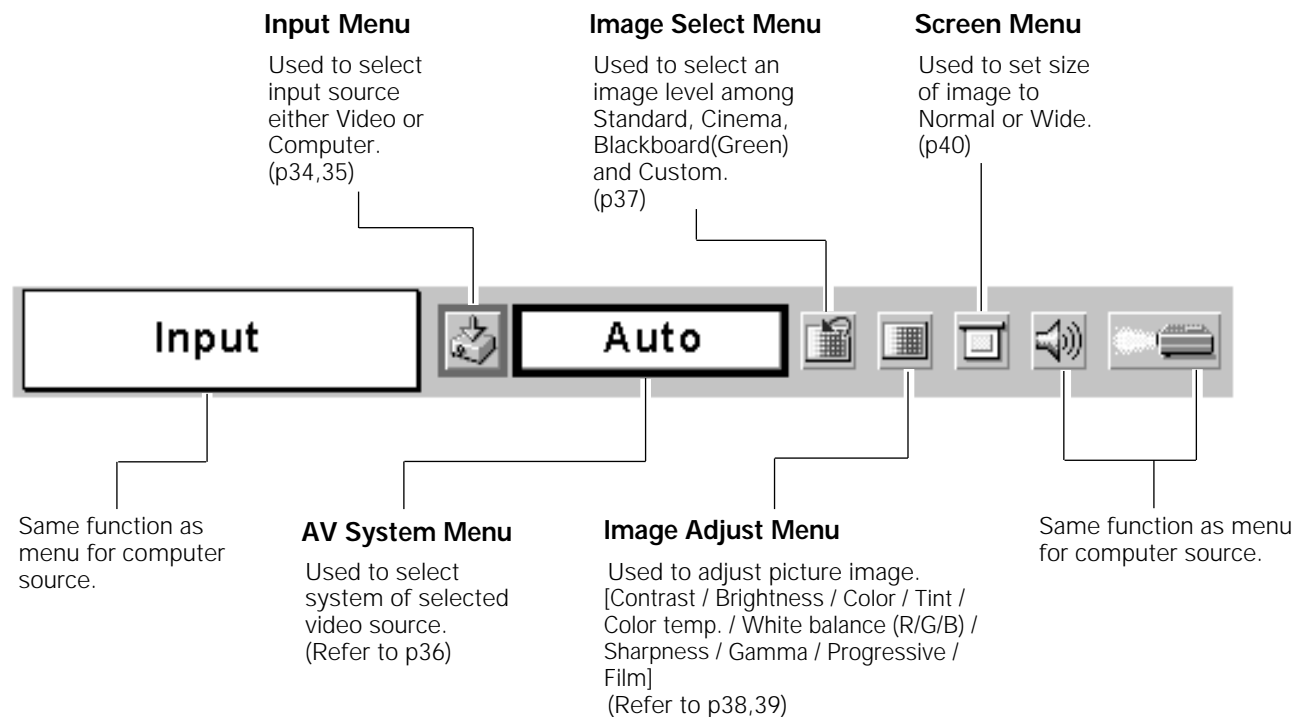 Input Menu
Used to select
input source
either Video or
Computer.
(p34,35)
Image Select Menu
Used to select an
image level among
Standard, Cinema,
Blackboard(Green)
and Custom.
(p37)
Screen Menu
Used to set size
of image to
Normal or Wide.
(p40)
Input
Auto
Same function as
menu for computer
source.
AV System Menu
Used to select
system of selected
video source.
(Refer to p36)
Image Adjust Menu
Used to adjust picture image.
[Contrast / Brightness / Color / Tint /
Color temp. / White balance (R/G/B) /
Sharpness / Gamma / Progressive /
Film]
(Refer to p38,39)
Same function as menu
for computer source.